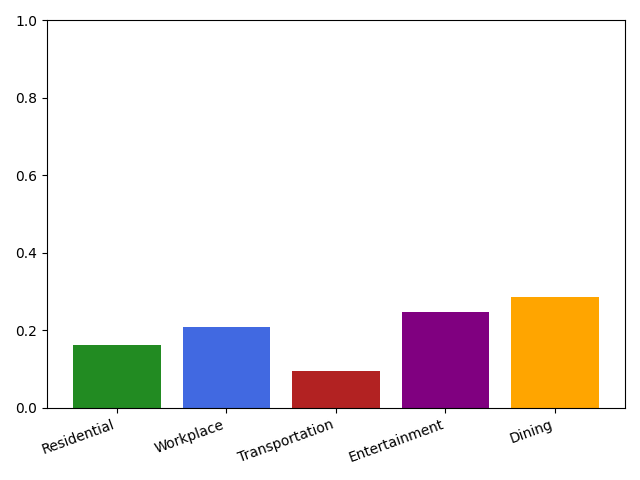 1.0
0.8
0.6
0.4
0.2
0.0
Residential
Workplace
Transportation
Entertainment
Dining